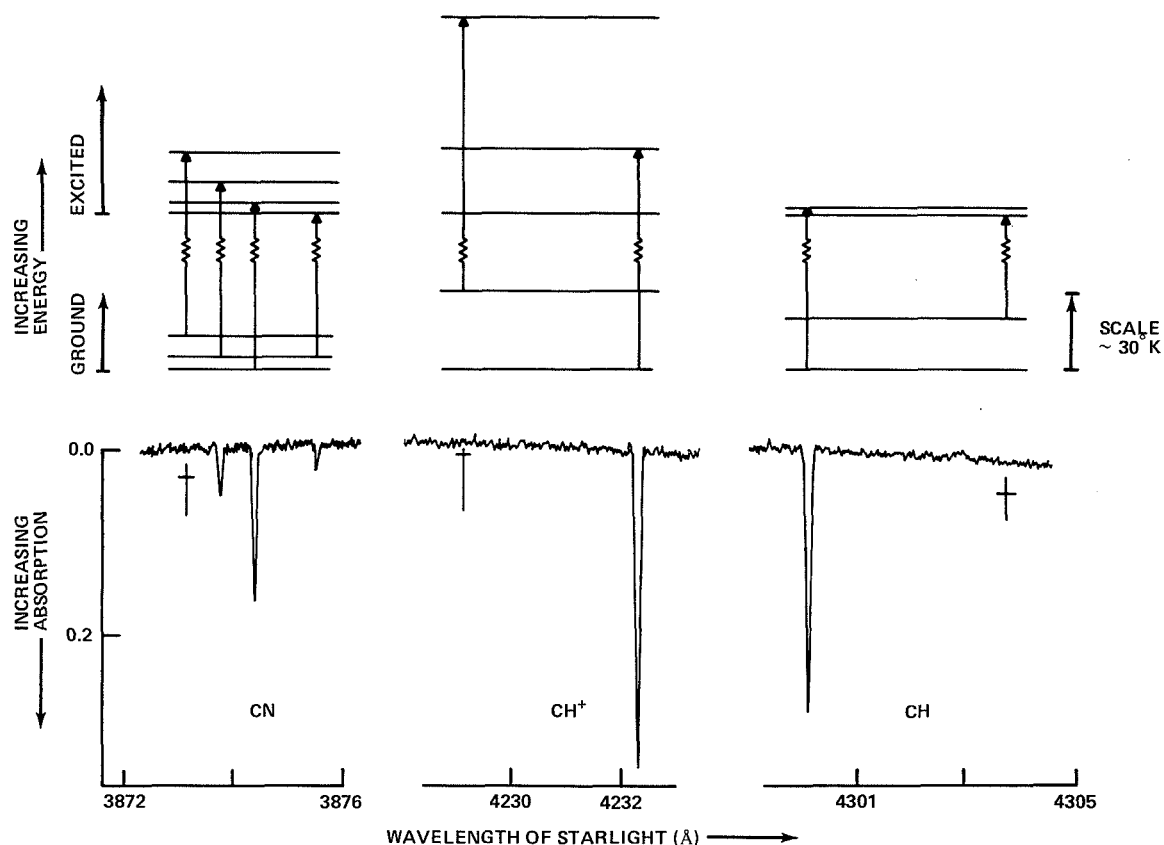 INCREASING
ENERGY
EXCITED
GROUND
SCALE
~ 30°K
0.0
0.2
INCREASING
ABSORPTION
CN
CH⁺
CH
3872
3876
4230
4232
4301
4305
WAVELENGTH OF STARLIGHT (Å)